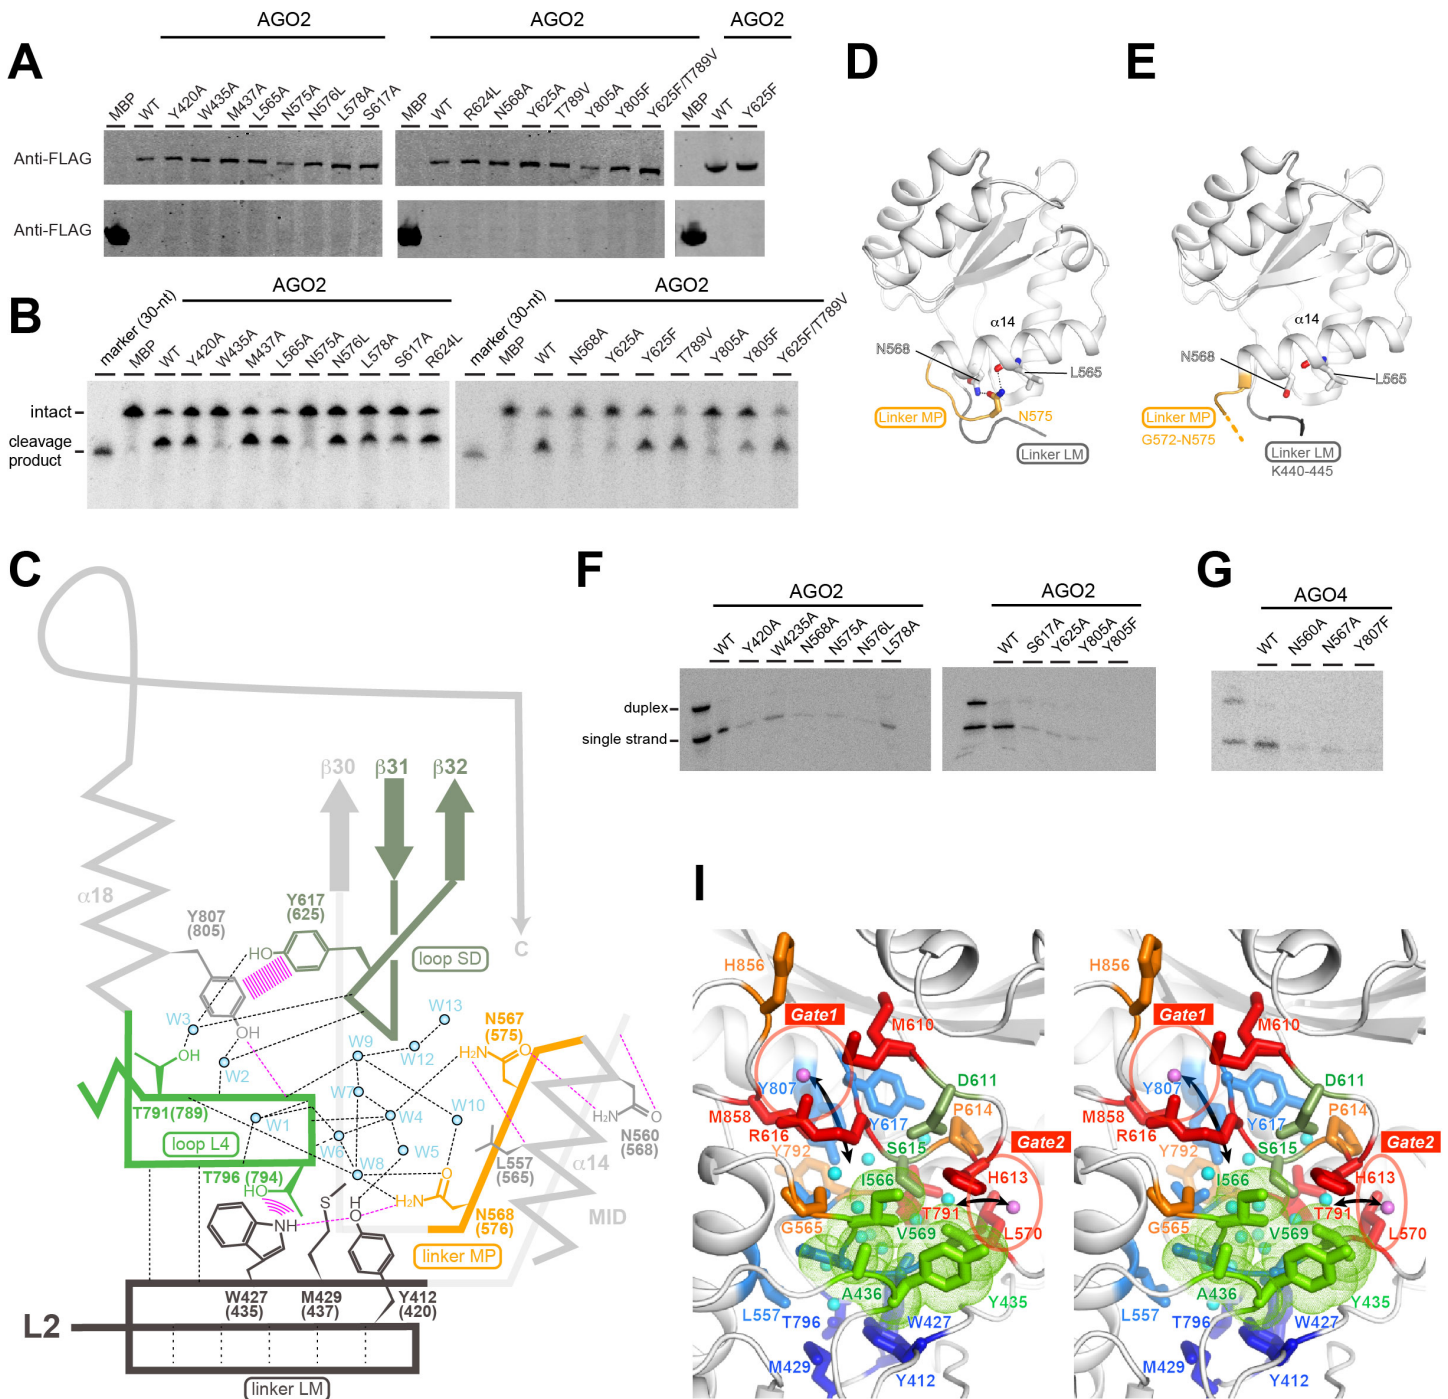 A
AGO2
AGO2
AGO2
MBP
WT
Y420A
W435A
M437A
L565A
N575A
N576L
L578A
S617A
MBP
WT
R624L
N568A
Y625A
T789V
Y805A
Y805F
Y625F/T789V
MBP
WT
Y625F
Anti-FLAG
Anti-FLAG
B
AGO2
AGO2
marker (30-nt)
MBP
WT
Y420A
W435A
M437A
L565A
N575A
N576L
L578A
S617A
R624L
marker (30-nt)
MBP
WT
N568A
Y625A
Y625F
T789V
Y805A
Y805F
Y625F/T789V
intact
cleavage
product
D
α14
N568
L565
Linker MP
N575
Linker LM
E
α14
N568
L565
Linker MP
G572-N575
Linker LM
K440-445
C
β30
β31
β32
α18
Y807
(805)
Y617
(625)
HO
loop SD
C
W3
OH
OH
W2
W13
W9
W12
N567
(575)
H₂N
O
W7
W10
T791(789)
W1
W4
H₂N
O
N560
(568)
loop L4
W6
W5
L557
(565)
α14
T796 (794)
W8
HO
H₂N
O
N568
(576)
MID
NH
S
H
O
linker MP
W427
(435)
M429
(437)
Y412
(420)
L2
linker LM
F
AGO2
AGO2
WT
Y420A
W4235A
N568A
N575A
N576L
L578A
WT
S617A
Y625A
Y805A
Y805F
duplex
single strand
G
AGO4
WT
N560A
N567A
Y807F
I
H856
Gate1
M610
Y807
D611
M858
P614
R616
Y617
Gate2
Y792
S615
I566
H613
T791
G565
V569
L570
A436
Y435
L557
T796
W427
M429
Y412
H856
Gate1
M610
Y807
D611
M858
P614
R616
Y617
Gate2
Y792
S615
I566
H613
T791
G565
V569
L570
A436
Y435
L557
T796
W427
M429
Y412